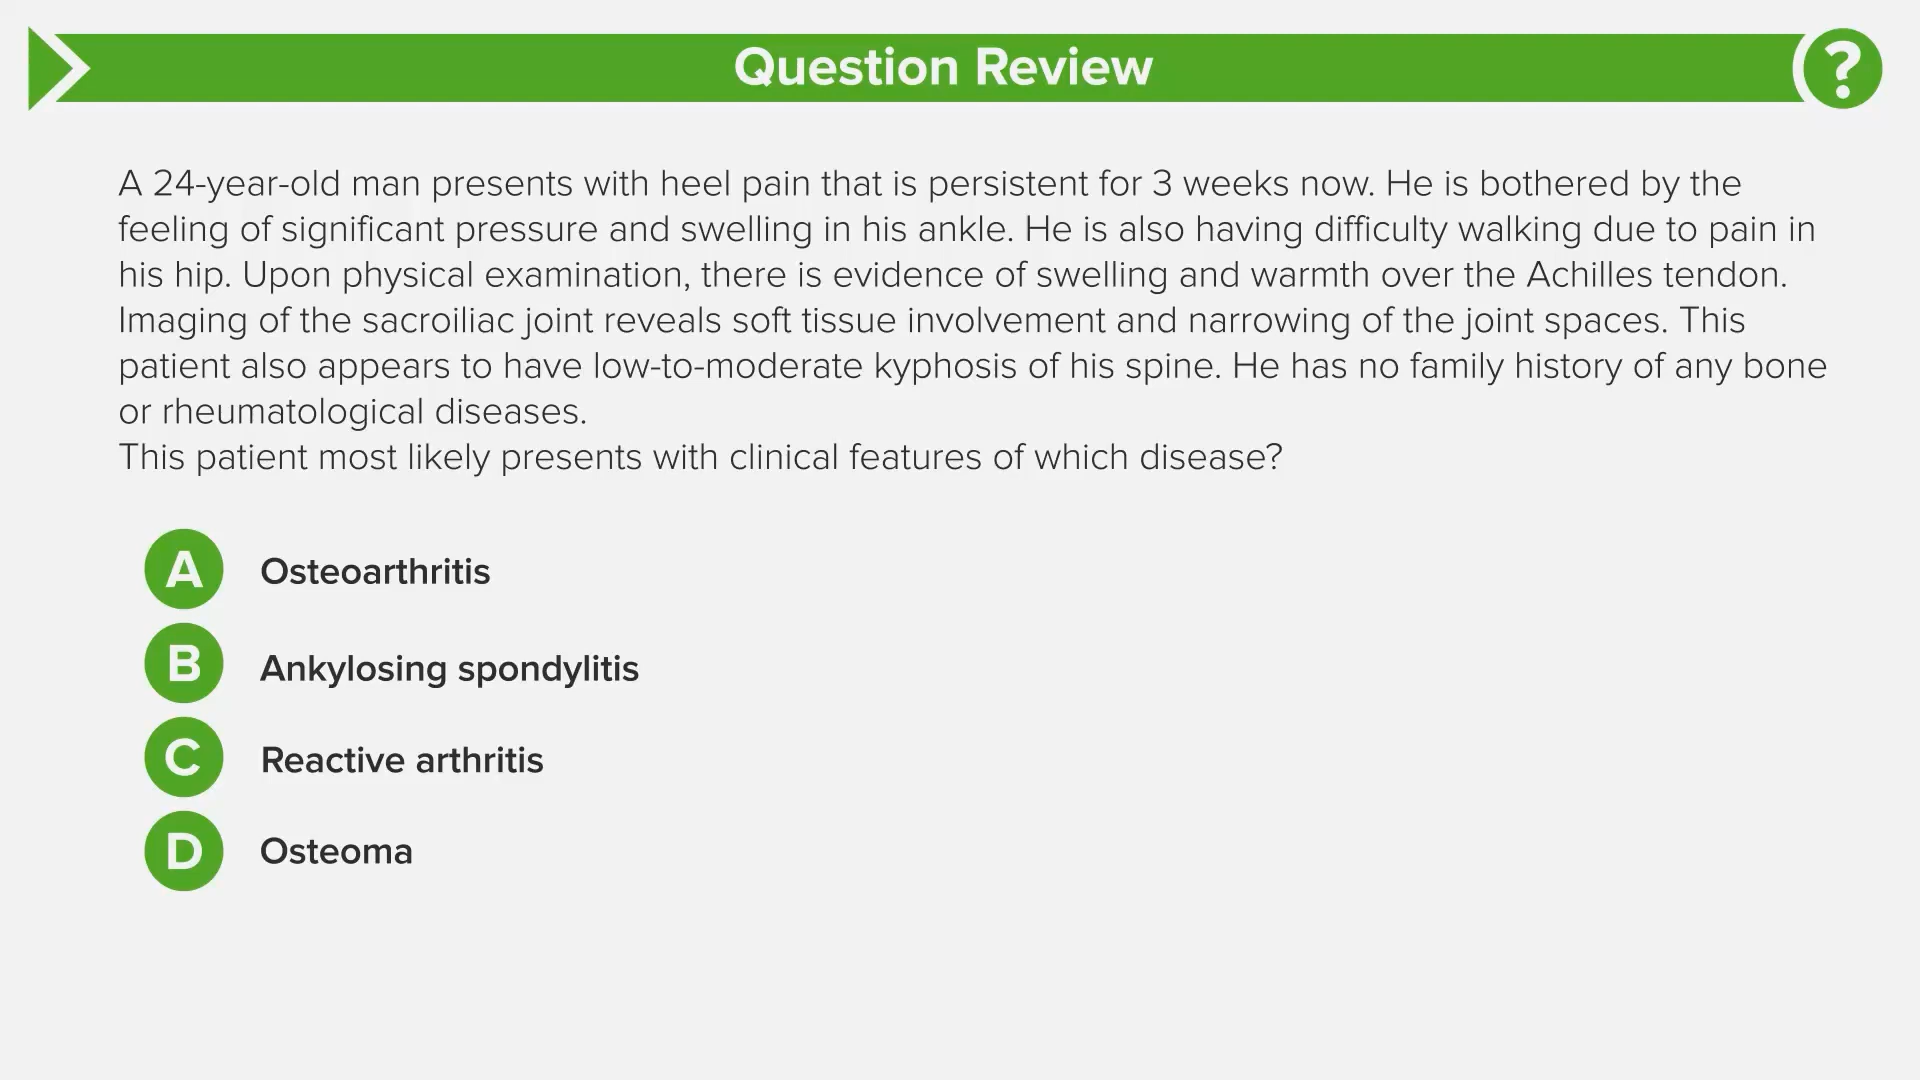 Question Review
?
A 24-year-old man presents with heel pain that is persistent for 3 weeks now. He is bothered by the
feeling of significant pressure and swelling in his ankle. He is also having difficulty walking due to pain in
his hip. Upon physical examination, there is evidence of swelling and warmth over the Achilles tendon.
Imaging of the sacroiliac joint reveals soft tissue involvement and narrowing of the joint spaces. This
patient also appears to have low-to-moderate kyphosis of his spine. He has no family history of any bone
or rheumatological diseases.
This patient most likely presents with clinical features of which disease?
A Osteoarthritis
B Ankylosing spondylitis
C Reactive arthritis
D Osteoma